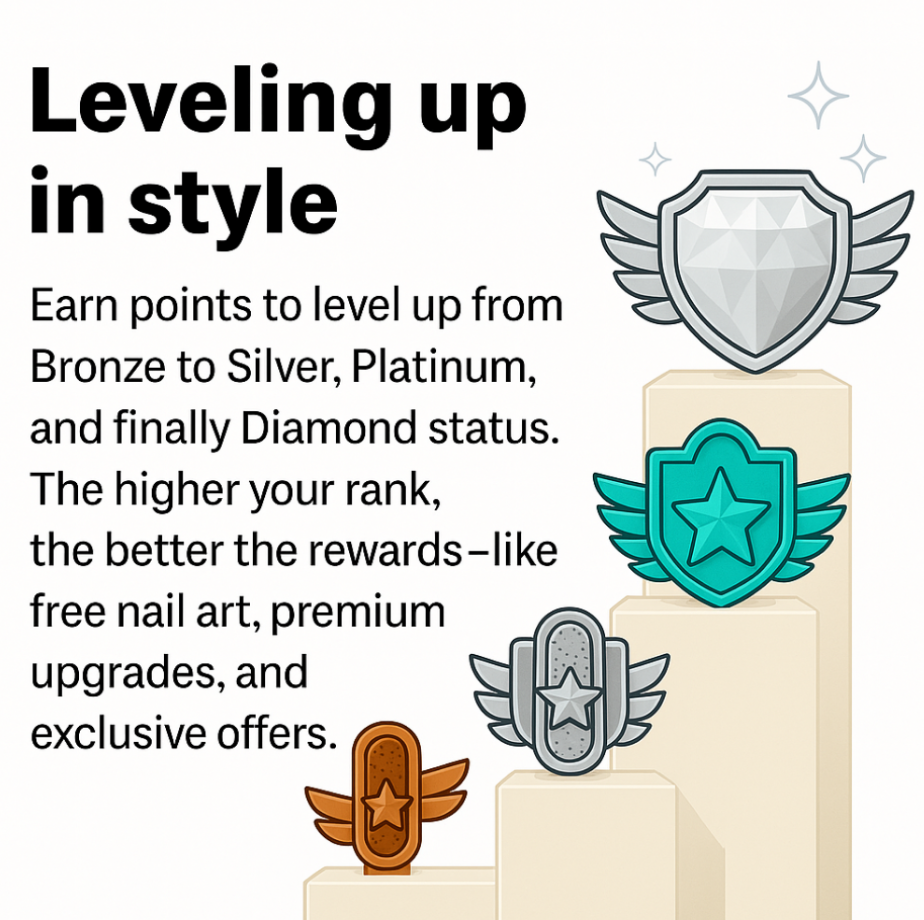 Leveling up
in style
Earn points to level up from
Bronze to Silver, Platinum,
and finally Diamond status.
The higher your rank,
the better the rewards–like
free nail art, premium
upgrades, and
exclusive offers.